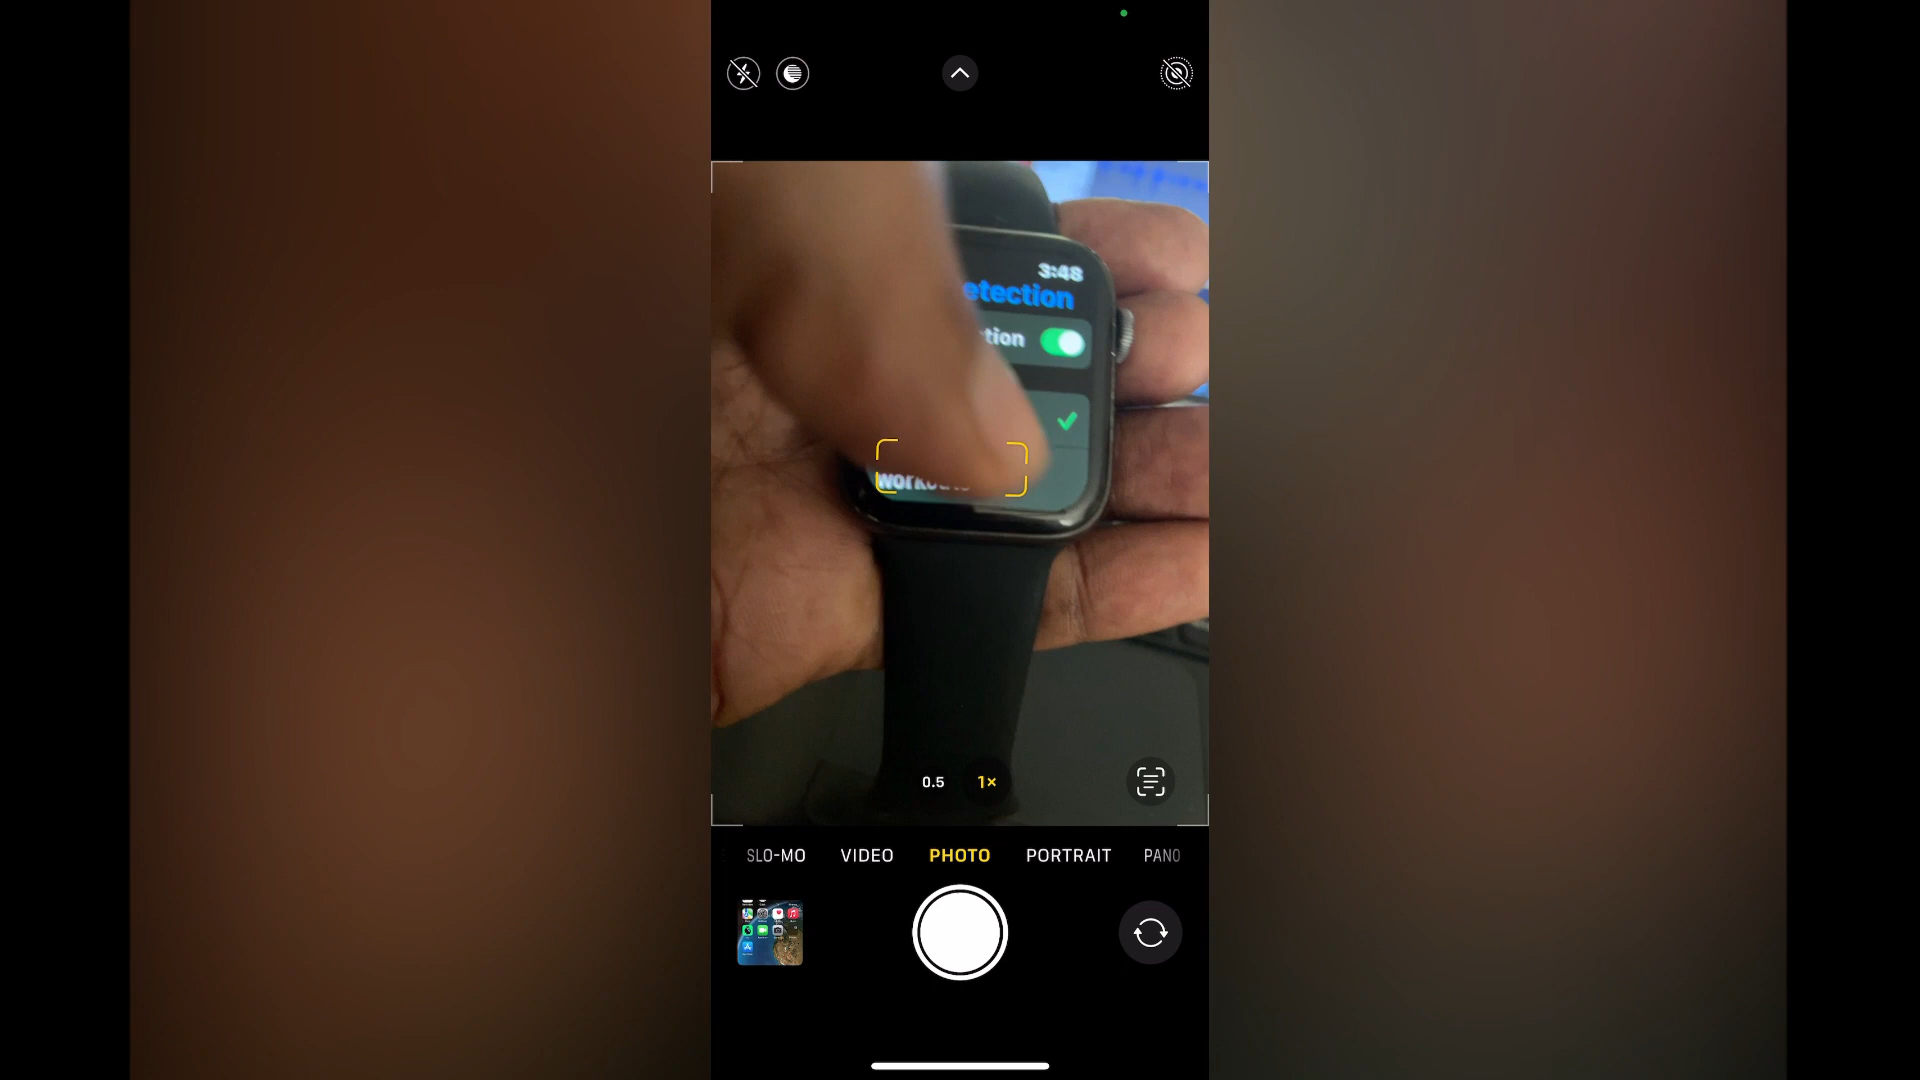 3:48
etection
tion
0.5 1×
SLO-MO VIDEO PHOTO PORTRAIT PANO